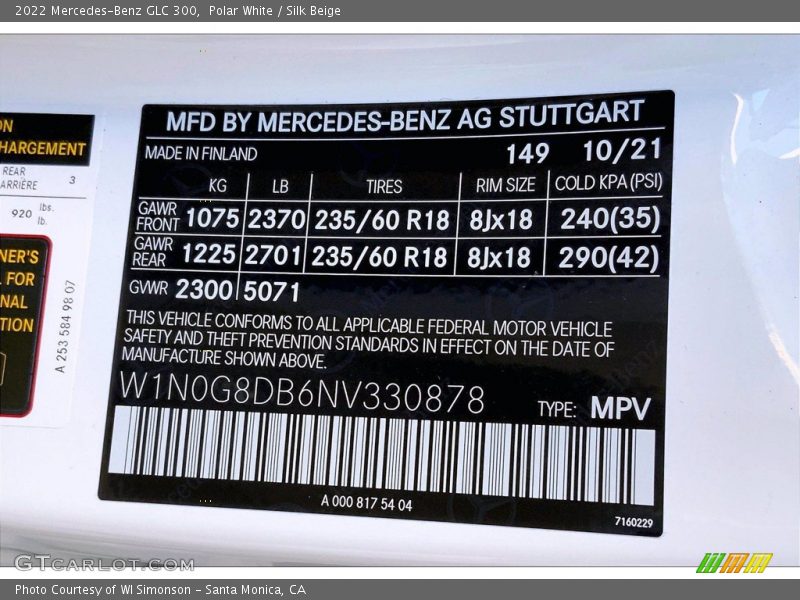 2022 Mercedes-Benz GLC 300,  Polar White / Silk Beige
ON
HARGEMENT
REAR
ARRIÈRE 3
920 lbs.
lb.
NER'S
L FOR
NAL
TION
A 253 584 98 07
MFD BY MERCEDES-BENZ AG STUTTGART
MADE IN FINLAND 149 10/21
KG LB TIRES RIM SIZE COLD KPA(PSI)
GAWR FRONT 1075 2370 235/60 R18 8Jx18 240(35)
GAWR REAR 1225 2701 235/60 R18 8Jx18 290(42)
GVWR 2300 5071
THIS VEHICLE CONFORMS TO ALL APPLICABLE FEDERAL MOTOR VEHICLE
SAFETY AND THEFT PREVENTION STANDARDS IN EFFECT ON THE DATE OF
MANUFACTURE SHOWN ABOVE.
W1N0G8DB6NV330878 TYPE: MPV
A 000 817 54 04
7160229
GTCARLOT.COM
Photo Courtesy of WI Simonson - Santa Monica, CA